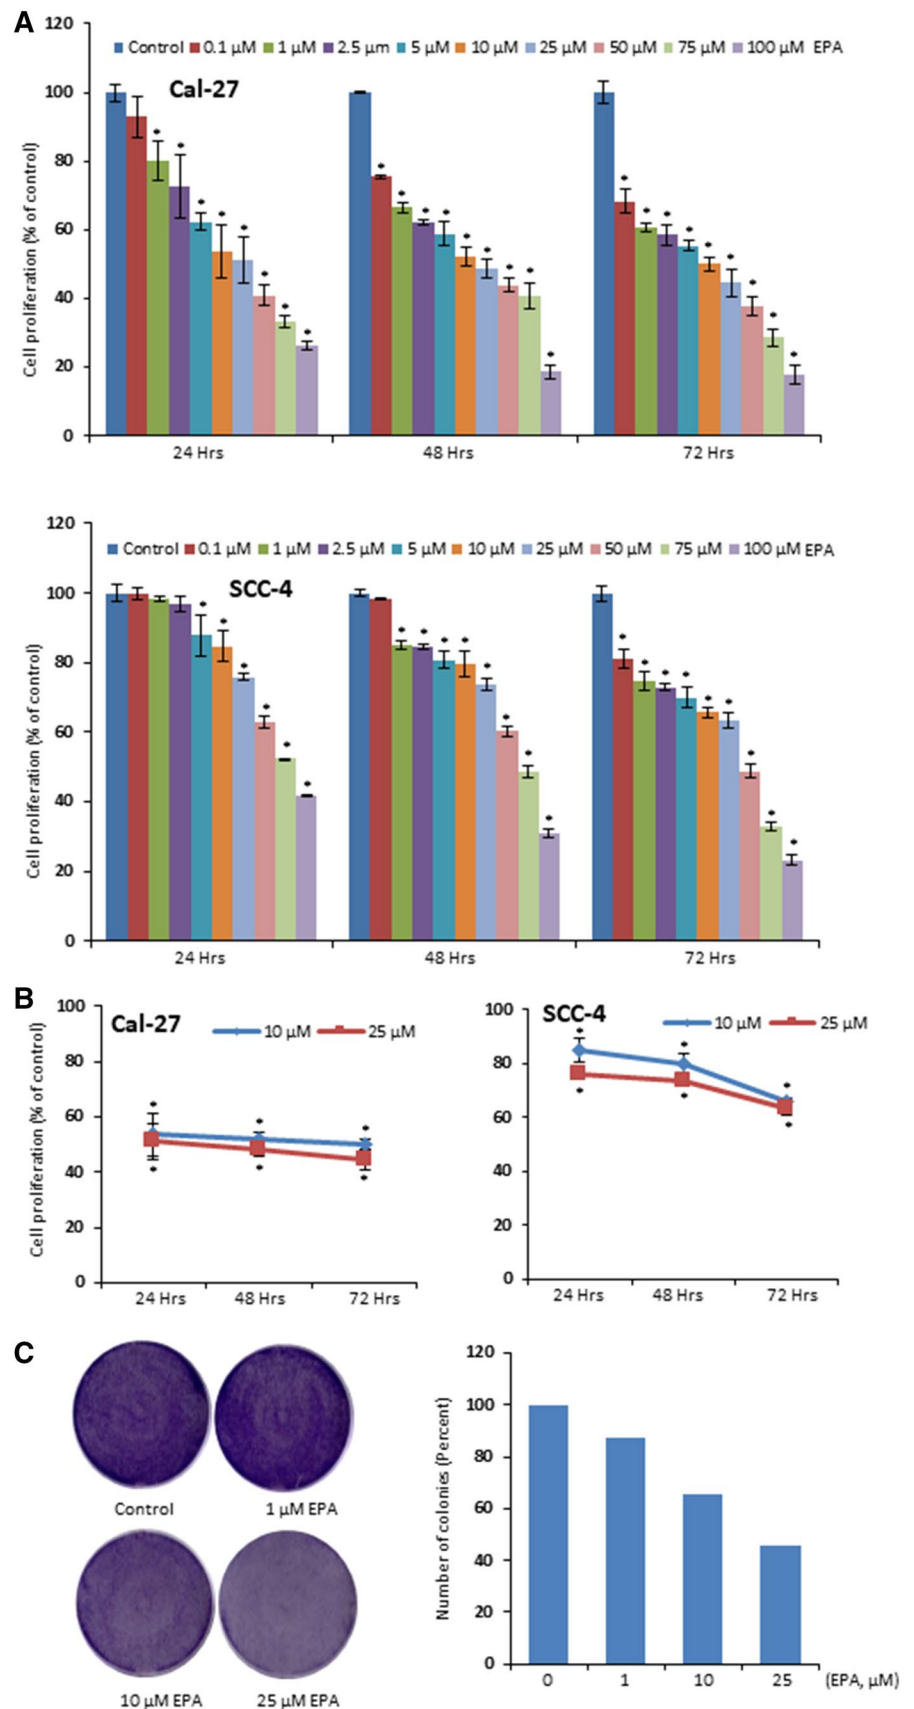 A
120
100
80
60
40
20
0
Cell proliferation (% of control)
Control 0.1 µM 1 µM 2.5 µm 5 µM 10 µM 25 µM 50 µM 75 µM 100 µM EPA
Cal-27
* * * * * * * *
* * * * * * * * *
* * * * * * * * *
24 Hrs 48 Hrs 72 Hrs
120
100
80
60
40
20
0
Cell proliferation (% of control)
Control 0.1 µM 1 µM 2.5 µM 5 µM 10 µM 25 µM 50 µM 75 µM 100 µM EPA
SCC-4
* * * * * *
* * * * * * * *
* * * * * * * * *
24 Hrs 48 Hrs 72 Hrs
B
100
80
60
40
20
0
Cell proliferation (% of control)
Cal-27
10 µM 25 µM
* * *
* * *
24 Hrs 48 Hrs 72 Hrs
100
80
60
40
20
0
SCC-4
10 µM 25 µM
* * *
* * *
24 Hrs 48 Hrs 72 Hrs
C
Control 1 µM EPA
10 µM EPA 25 µM EPA
120
100
80
60
40
20
0
Number of colonies (Percent)
0 1 10 25 (EPA, µM)